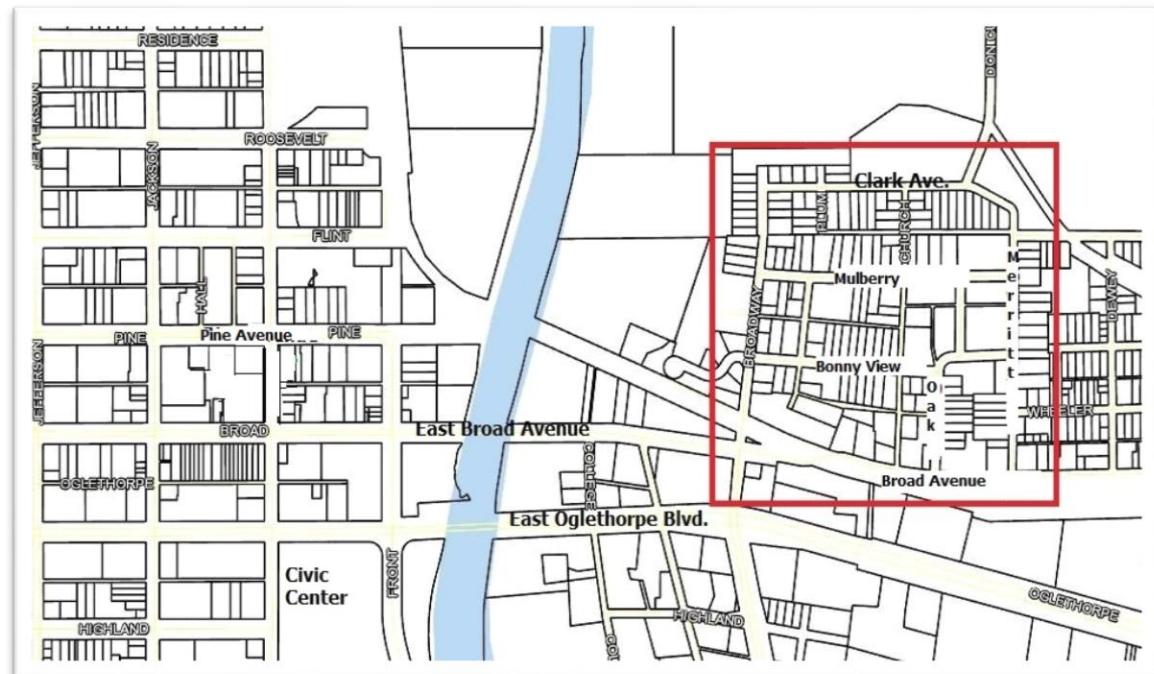 RESIDENCE
DONICI
JEFFERSON
ROOSEVELT
JACKSON
Clark Ave.
PLUM
CHURCH
FLINT
Merritt
HALL
Mulberry
DEWEY
BROADWAY
PINE
Pine Avenue
PINE
JEFFERSON
Bonny View
Oak
WHEELER
BROAD
East Broad Avenue
COLLEGE
OGLETHORPE
Broad Avenue
East Oglethorpe Blvd.
Civic
Center
FRONT
OGLETHORPE
HIGHLAND
HIGHLAND